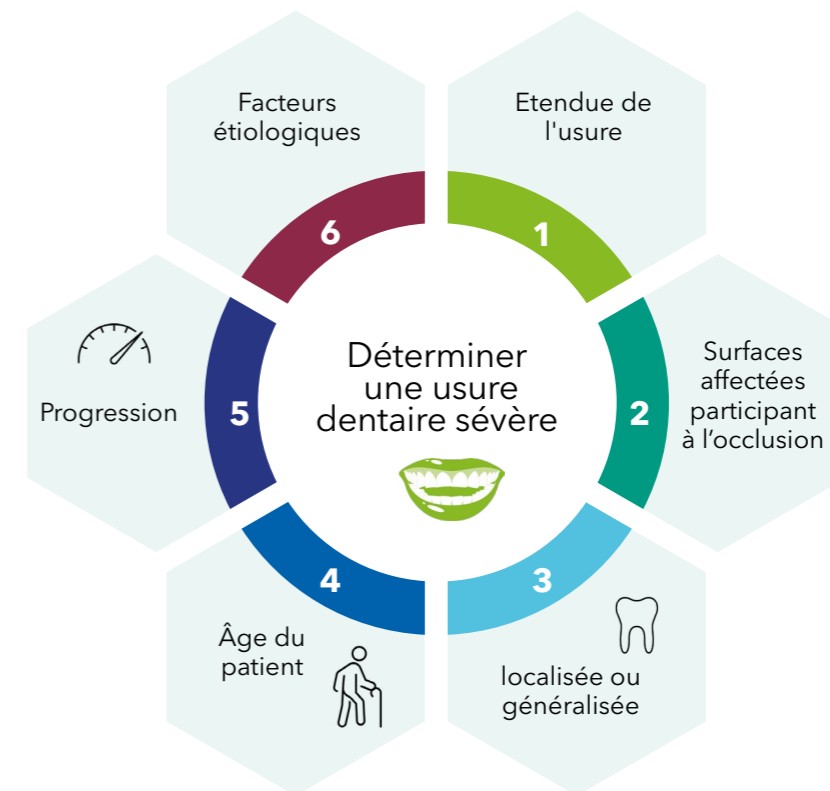 Déterminer
une usure
dentaire sévère
1
Etendue de
l'usure
2
Surfaces
affectées
participant
à l’occlusion
3
localisée ou
généralisée
4
Âge du
patient
5
Progression
6
Facteurs
étiologiques